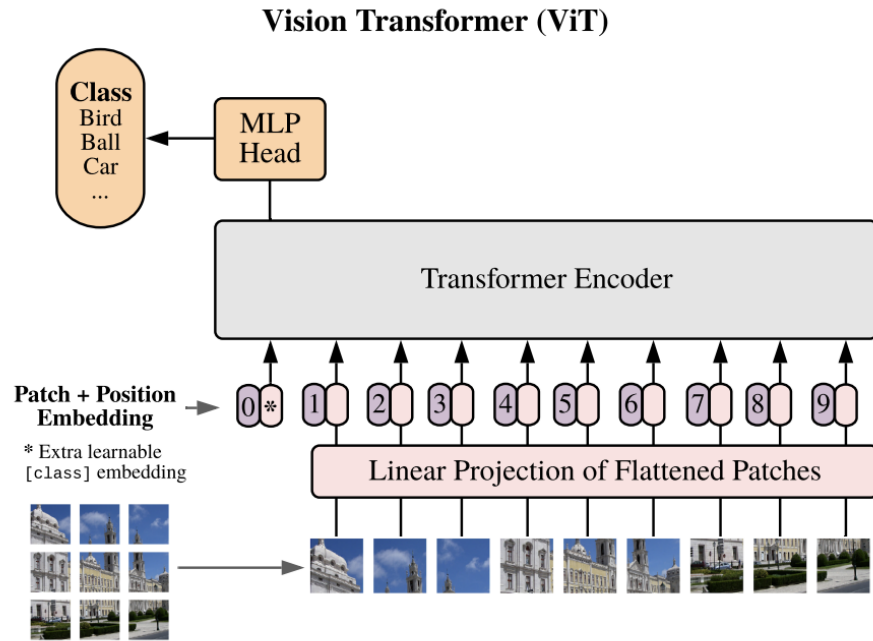 Vision Transformer (ViT)
Class
Bird
Ball
Car
...
MLP
Head
Transformer Encoder
Patch + Position
Embedding
0 * 1 2 3 4 5 6 7 8 9
* Extra learnable
[class] embedding
Linear Projection of Flattened Patches